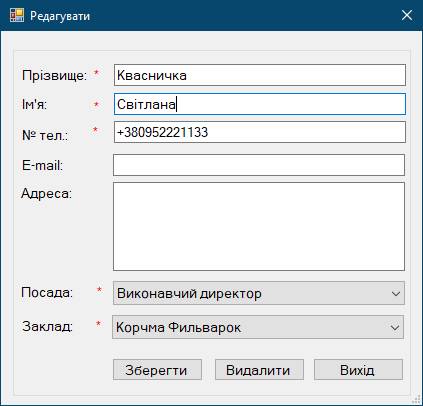 Редагувати
Прізвище: * Квасничка
Ім'я: * Світлана
№ тел.: * +380952221133
E-mail:
Адреса:
Посада: * Виконавчий директор
Заклад: * Корчма Фильварок
Зберегти Видалити Вихід